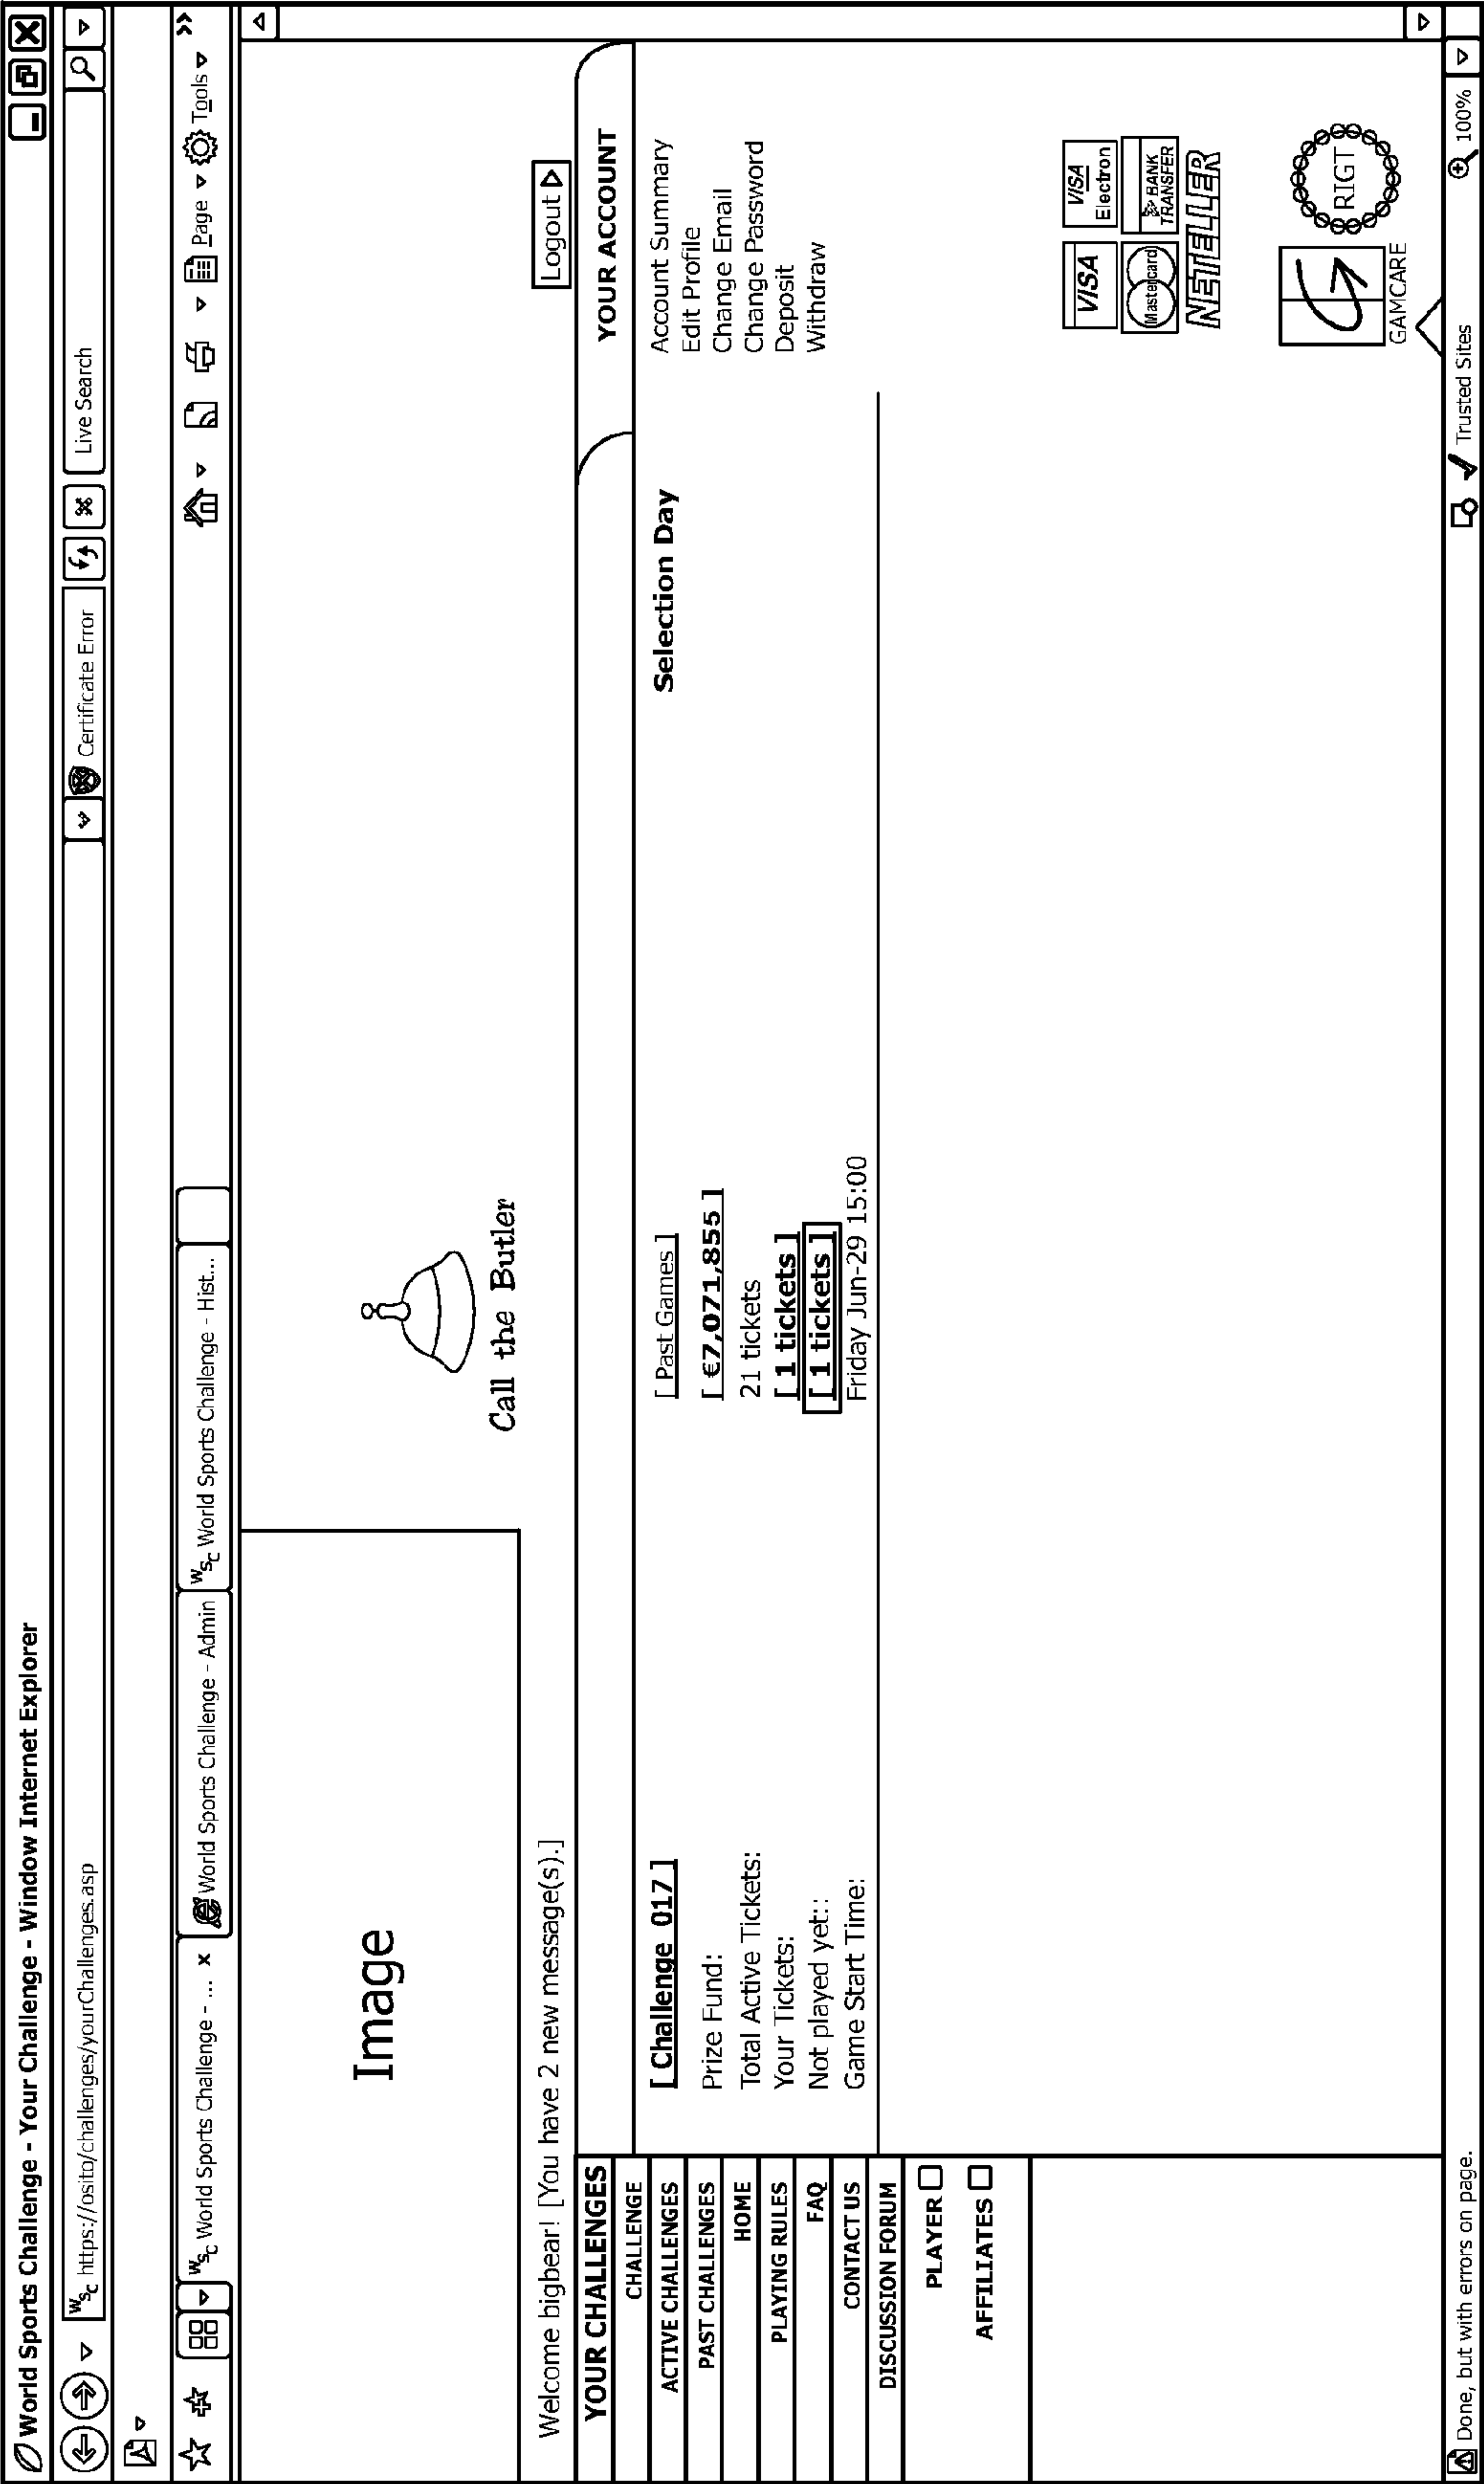 World Sports Challenge - Your Challenge - Window Internet Explorer
WSC https://osito/challenges/yourChallenges.asp
Certificate Error
Live Search
WSC World Sports Challenge - ... x
World Sports Challenge - Admin
WSC World Sports Challenge - Hist...
Page
Tools
Image
Call the Butler
Welcome bigbear! [You have 2 new message(s).]
Logout
YOUR CHALLENGES
CHALLENGE
ACTIVE CHALLENGES
PAST CHALLENGES
HOME
PLAYING RULES
FAQ
CONTACT US
DISCUSSION FORUM
PLAYER
AFFILIATES
[ Challenge 017 ] [ Past Games ] Selection Day
Prize Fund: [ €7,071,855 ]
Total Active Tickets: 21 tickets
Your Tickets: [ 1 tickets ]
Not played yet:: [ 1 tickets ]
Game Start Time: Friday Jun-29 15:00
YOUR ACCOUNT
Account Summary
Edit Profile
Change Email
Change Password
Deposit
Withdraw
VISA
VISA Electron
Mastercard
BANK TRANSFER
NETELLER
GAMCARE
RIGT
Done, but with errors on page.
Trusted Sites
100%